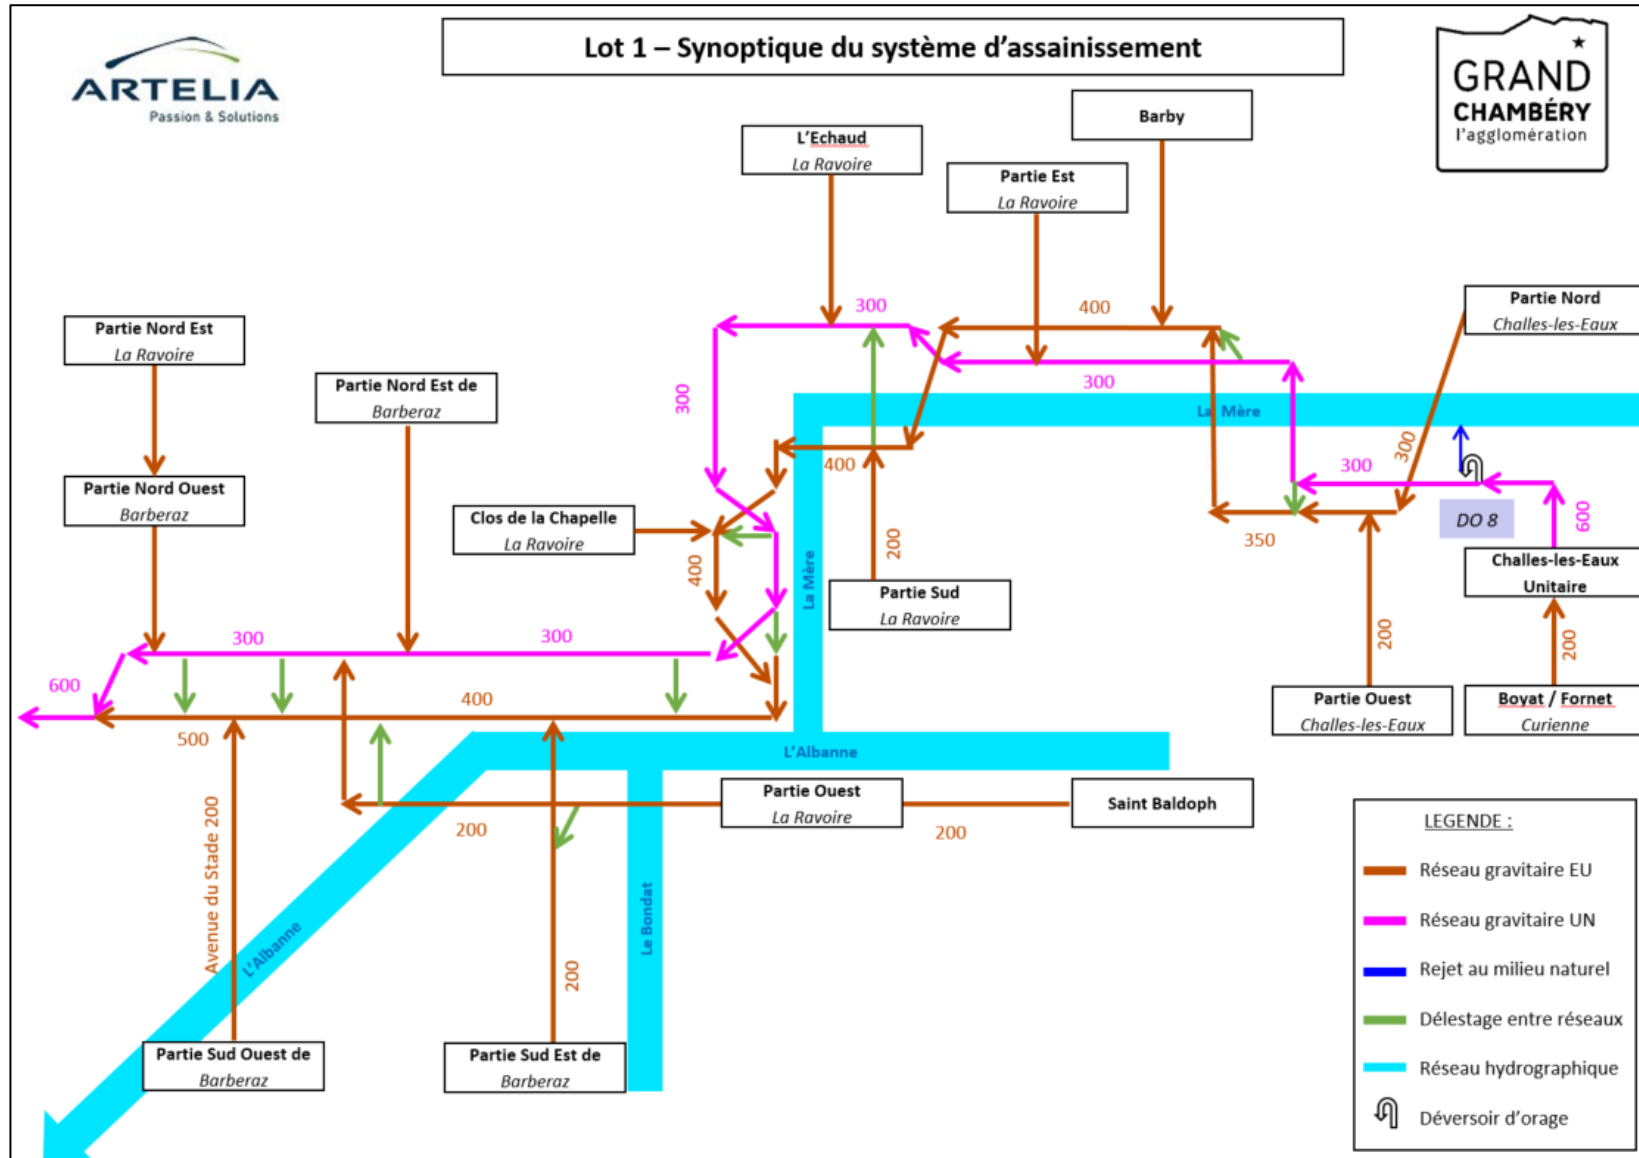 ARTELIA
Passion & Solutions
Lot 1 – Synoptique du système d'assainissement
GRAND
CHAMBÉRY
l'agglomération
Barby
L'Echaud
La Ravoire
Partie Est
La Ravoire
Partie Nord
Challes-les-Eaux
300
400
Partie Nord Est
La Ravoire
Partie Nord Est de
Barberaz
300
300
La Mère
300
400
300
Partie Nord Ouest
Barberaz
Clos de la Chapelle
La Ravoire
350
DO 8
600
200
400
La Mère
Challes-les-Eaux
Unitaire
Partie Sud
La Ravoire
300
300
200
200
600
400
500
Partie Ouest
Challes-les-Eaux
Boyat / Fornet
Curienne
L'Albanne
Partie Ouest
La Ravoire
Saint Baldoph
200
200
Avenue du Stade 200
L'Albanne
200
Le Bondat
Partie Sud Ouest de
Barberaz
Partie Sud Est de
Barberaz
LEGENDE :
Réseau gravitaire EU
Réseau gravitaire UN
Rejet au milieu naturel
Délestage entre réseaux
Réseau hydrographique
Déversoir d'orage